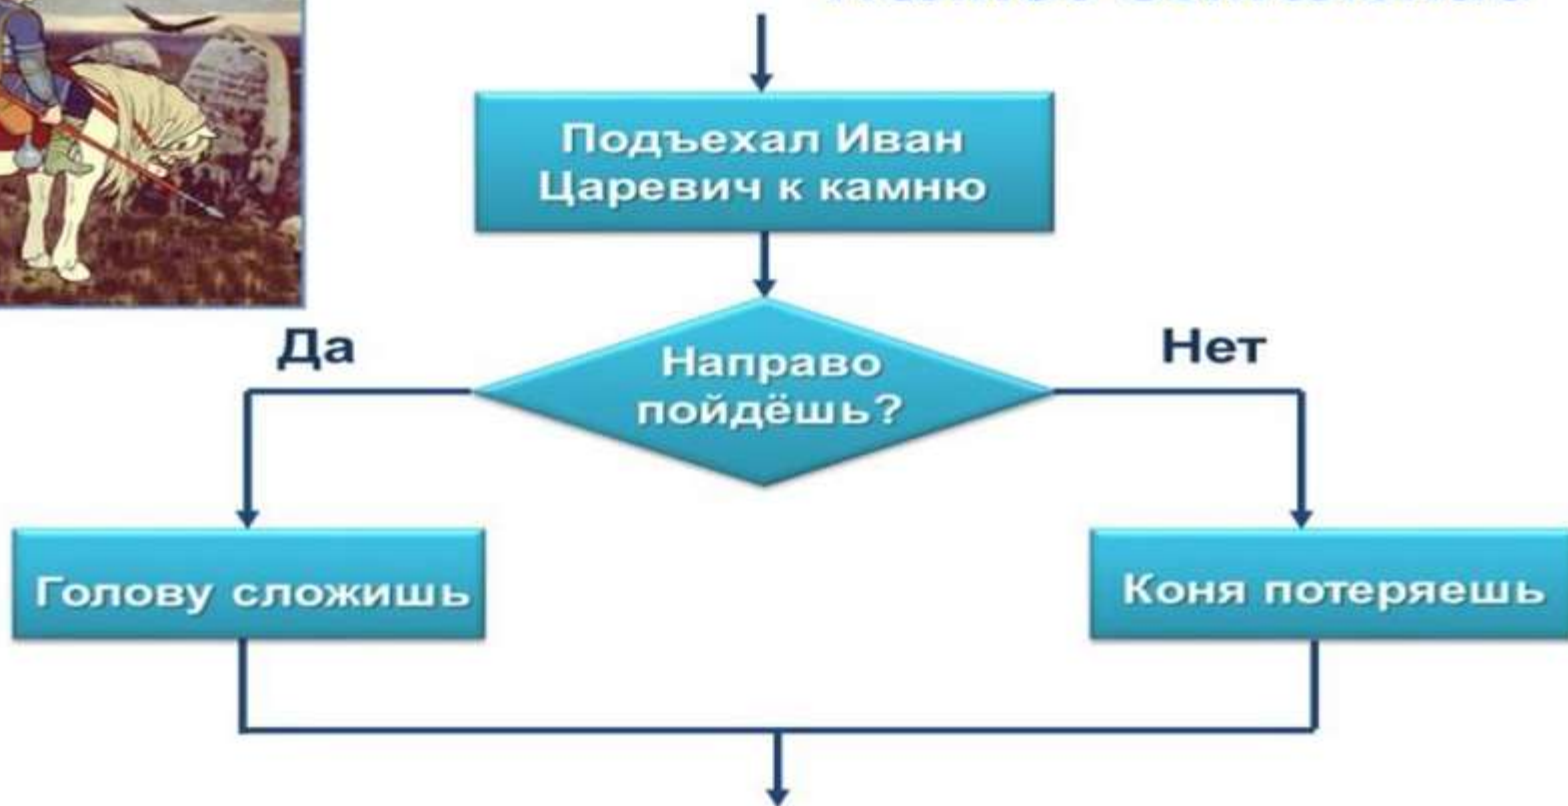 Подъехал Иван
Царевич к камню
Направо
пойдёшь?
Да
Нет
Голову сложишь
Коня потеряешь